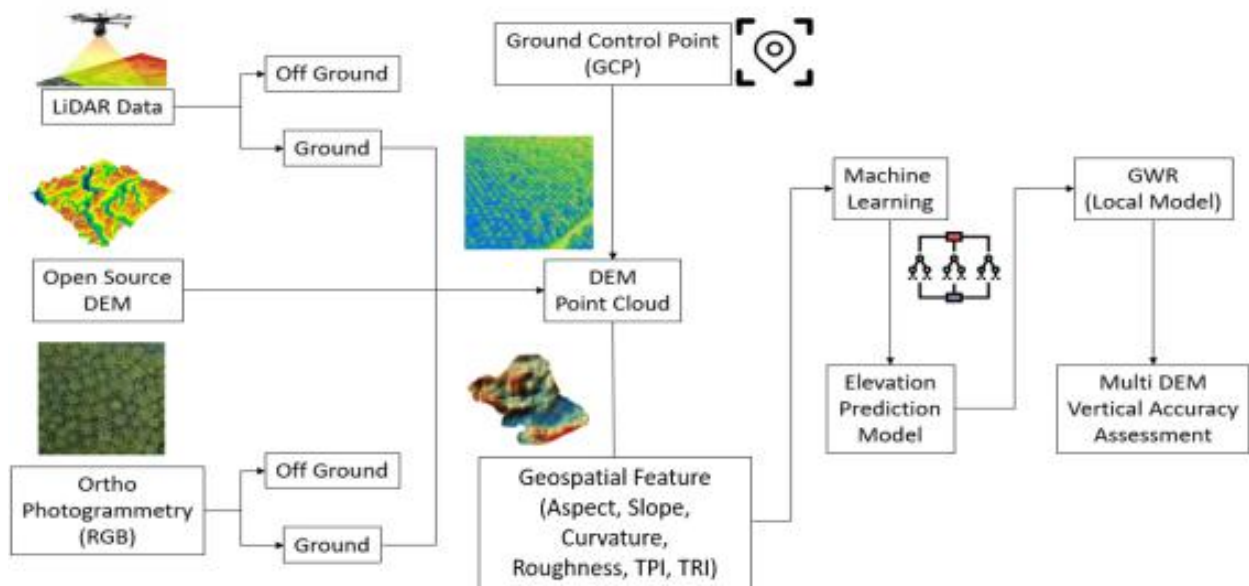 LiDAR Data
Off Ground
Ground
Open Source
DEM
Ortho
Photogrammetry
(RGB)
Off Ground
Ground
Ground Control Point
(GCP)
DEM
Point Cloud
Geospatial Feature
(Aspect, Slope,
Curvature,
Roughness, TPI, TRI)
Machine
Learning
Elevation
Prediction
Model
GWR
(Local Model)
Multi DEM
Vertical Accuracy
Assessment